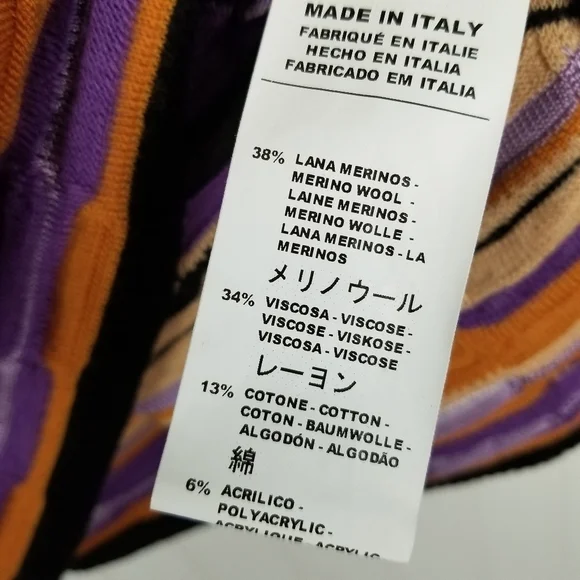 MADE IN ITALY
FABRIQUÉ EN ITALIE
HECHO EN ITALIA
FABRICADO EM ITALIA
38% LANA MERINOS -
MERINO WOOL -
LAINE MERINOS -
MERINO WOLLE -
LANA MERINOS - LA
MERINOS
メリノウール
34% VISCOSA - VISCOSE -
VISCOSE - VISKOSE -
VISCOSA - VISCOSE
レーヨン
13% COTONE - COTTON -
COTON - BAUMWOLLE -
ALGODÓN - ALGODÃO
綿
6% ACRILICO -
POLYACRYLIC -
ACRYLIQUE ACRYLIC